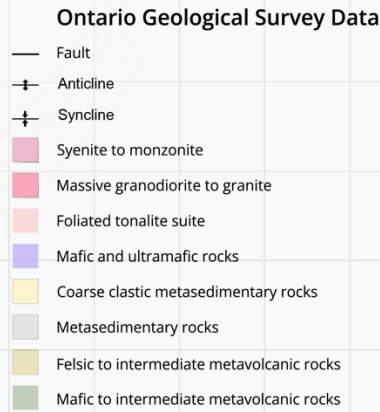 Ontario Geological Survey Data
Fault
Anticline
Syncline
Syenite to monzonite
Massive granodiorite to granite
Foliated tonalite suite
Mafic and ultramafic rocks
Coarse clastic metasedimentary rocks
Metasedimentary rocks
Felsic to intermediate metavolcanic rocks
Mafic to intermediate metavolcanic rocks